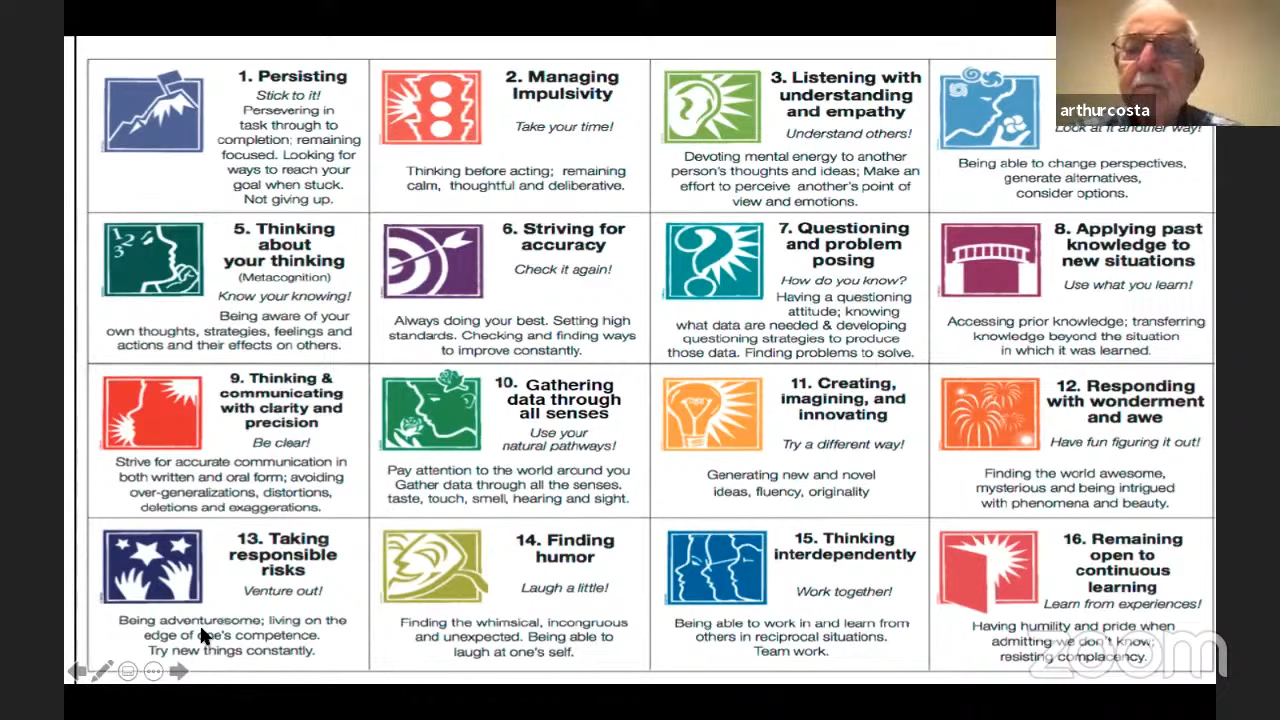 1. Persisting
Stick to it!
Persevering in
task through to
completion; remaining
focused. Looking for
ways to reach your
goal when stuck.
Not giving up.
2. Managing
Impulsivity
Take your time!
Thinking before acting; remaining
calm, thoughtful and deliberative.
3. Listening with
understanding
and empathy
Understand others!
Devoting mental energy to another
person's thoughts and ideas; Make an
effort to perceive another's point of
view and emotions.
arthurcosta
Look at it another way!
Being able to change perspectives,
generate alternatives,
consider options.
5. Thinking
about
your thinking
(Metacognition)
Know your knowing!
Being aware of your
own thoughts, strategies, feelings and
actions and their effects on others.
1 2
3
6. Striving for
accuracy
Check it again!
Always doing your best. Setting high
standards. Checking and finding ways
to improve constantly.
7. Questioning
and problem
posing
How do you know?
Having a questioning
attitude; knowing
what data are needed & developing
questioning strategies to produce
those data. Finding problems to solve.
8. Applying past
knowledge to
new situations
Use what you learn!
Accessing prior knowledge; transferring
knowledge beyond the situation
in which it was learned.
9. Thinking &
communicating
with clarity and
precision
Be clear!
Strive for accurate communication in
both written and oral form; avoiding
over-generalizations, distortions,
deletions and exaggerations.
10. Gathering
data through
all senses
Use your
natural pathways!
Pay attention to the world around you
Gather data through all the senses.
taste, touch, smell, hearing and sight.
11. Creating,
imagining, and
innovating
Try a different way!
Generating new and novel
ideas, fluency, originality
12. Responding
with wonderment
and awe
Have fun figuring it out!
Finding the world awesome,
mysterious and being intrigued
with phenomena and beauty.
13. Taking
responsible
risks
Venture out!
Being adventuresome; living on the
edge of one's competence.
Try new things constantly.
14. Finding
humor
Laugh a little!
Finding the whimsical, incongruous
and unexpected. Being able to
laugh at one's self.
15. Thinking
interdependently
Work together!
Being able to work in and learn from
others in reciprocal situations.
Team work.
16. Remaining
open to
continuous
learning
Learn from experiences!
Having humility and pride when
admitting we don't know;
resisting complacency.
zoom